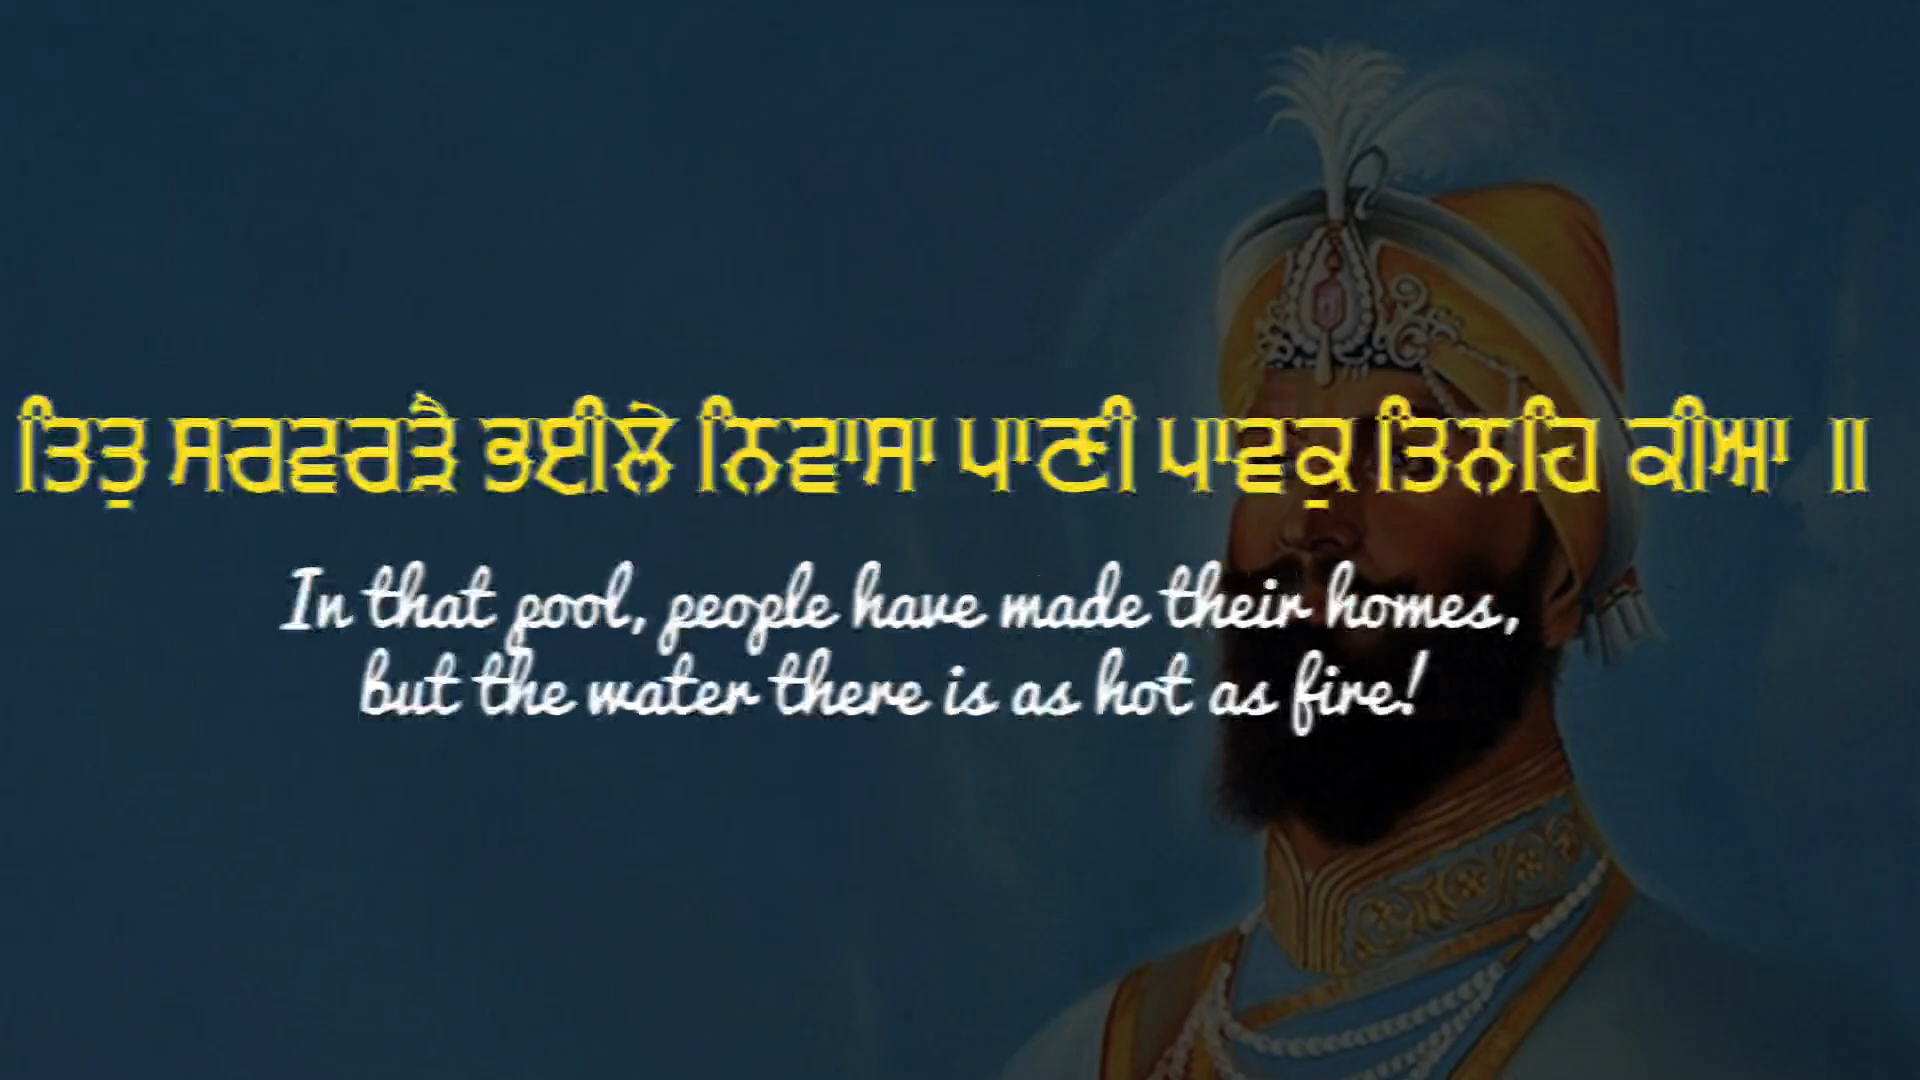 ਤਿਤੁ ਸਰਵਰੜੈ ਭਈਲੇ ਨਿਵਾਸਾ ਪਾਣੀ ਪਾਵਕੁ ਤਿਨਹਿ ਕੀਆ ॥
In that pool, people have made their homes,
but the water there is as hot as fire!